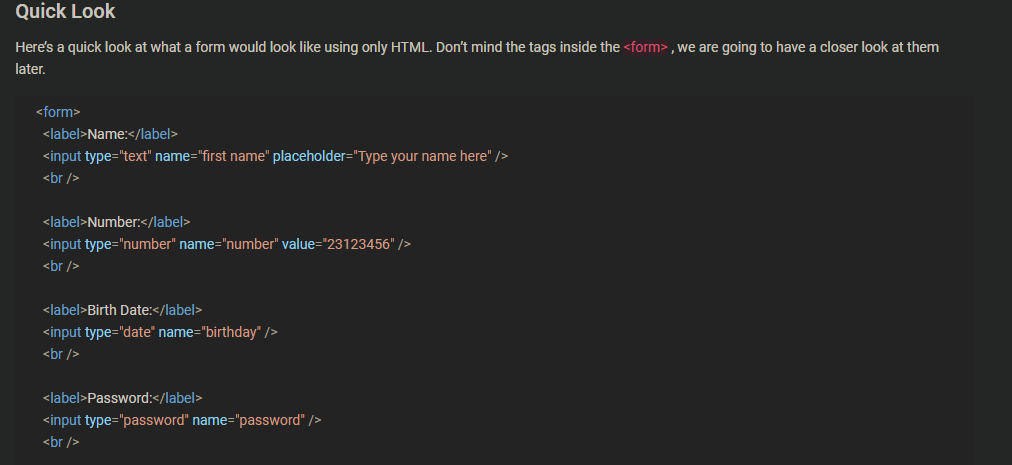 Quick Look
Here’s a quick look at what a form would look like using only HTML. Don’t mind the tags inside the <form> , we are going to have a closer look at them
later.
<form>
<label>Name:</label>
<input type="text" name="first name" placeholder="Type your name here" />
<br />
<label>Number:</label>
<input type="number" name="number" value="23123456" />
<br />
<label>Birth Date:</label>
<input type="date" name="birthday" />
<br />
<label>Password:</label>
<input type="password" name="password" />
<br />